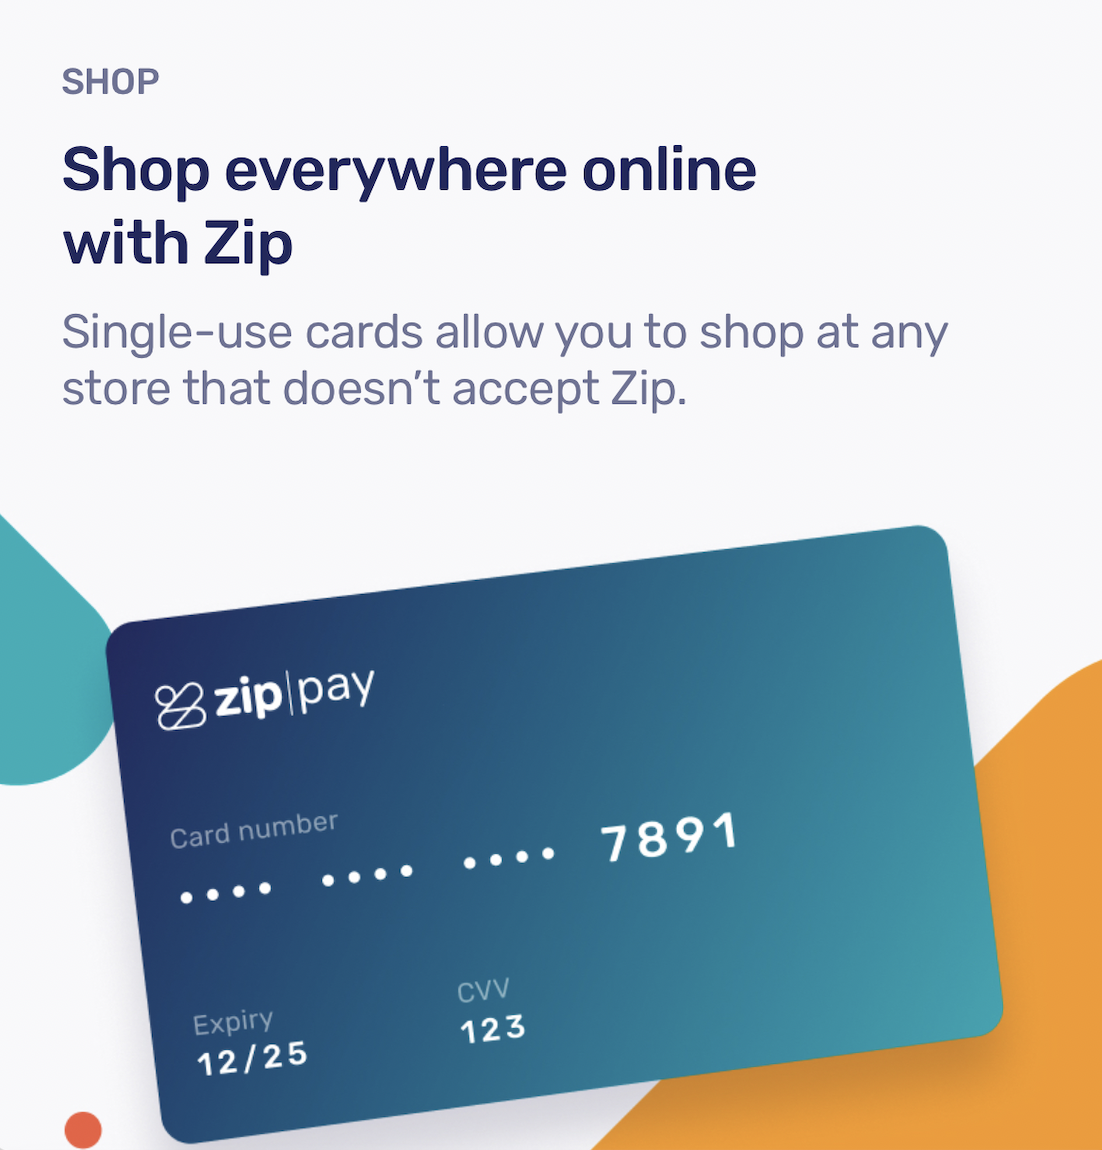 SHOP
Shop everywhere online
with Zip
Single-use cards allow you to shop at any
store that doesn’t accept Zip.
zip|pay
Card number
•••• •••• •••• 7891
Expiry
12/25
CVV
123